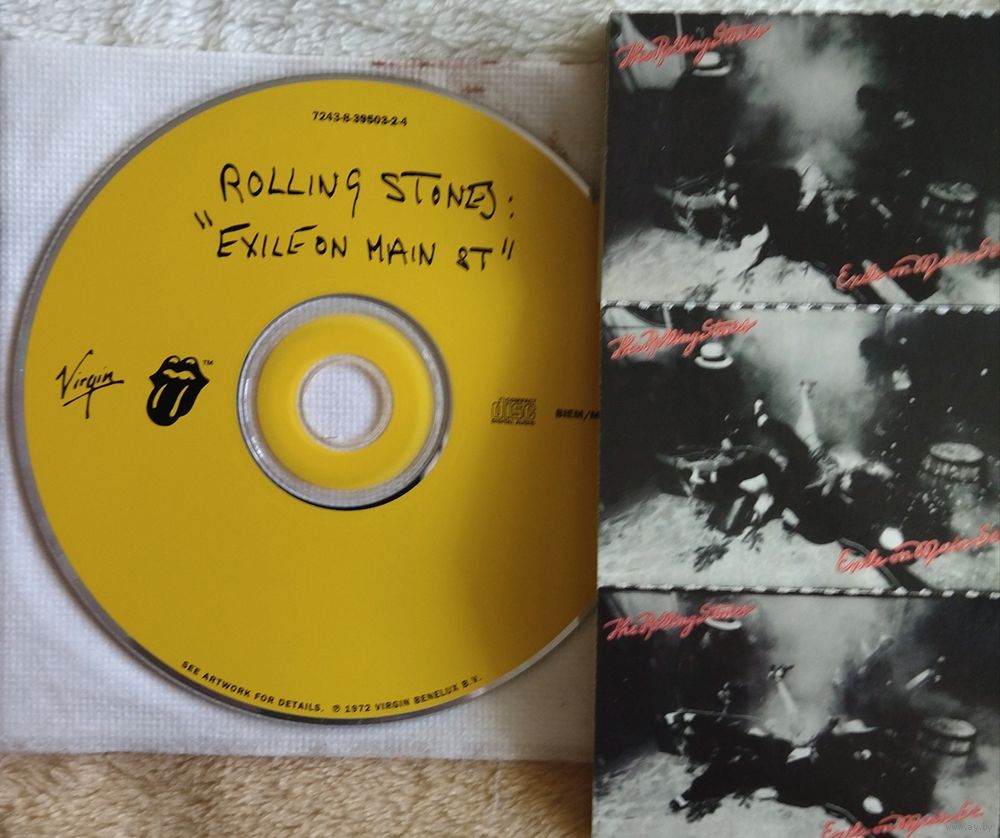 7243-8-39503-2-4
ROLLING STONES:
"EXILE ON MAIN ST"
Virgin
TM
COMPACT
disc
DIGITAL AUDIO
BIEM/M
SEE ARTWORK FOR DETAILS. ℗ 1972 VIRGIN BENELUX B.V.
The Rolling Stones
Exile on Main St
The Rolling Stones
Exile on Main St
The Rolling Stones
Exile on Main St.